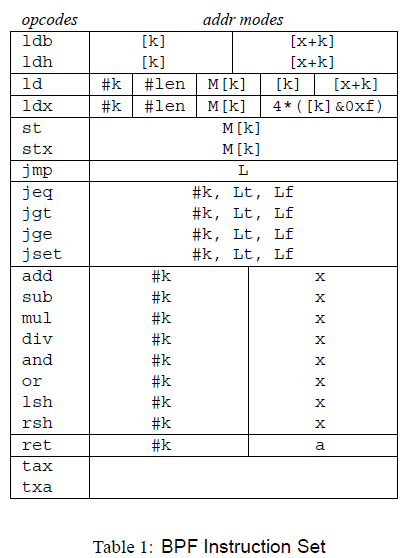 opcodes addr modes
ldb [k] [x+k]
ldh [k] [x+k]
ld #k #len M[k] [k] [x+k]
ldx #k #len M[k] 4*([k]&0xf)
st M[k]
stx M[k]
jmp L
jeq #k, Lt, Lf
jgt #k, Lt, Lf
jge #k, Lt, Lf
jset #k, Lt, Lf
add #k x
sub #k x
mul #k x
div #k x
and #k x
or #k x
lsh #k x
rsh #k x
ret #k a
tax
txa
Table 1: BPF Instruction Set